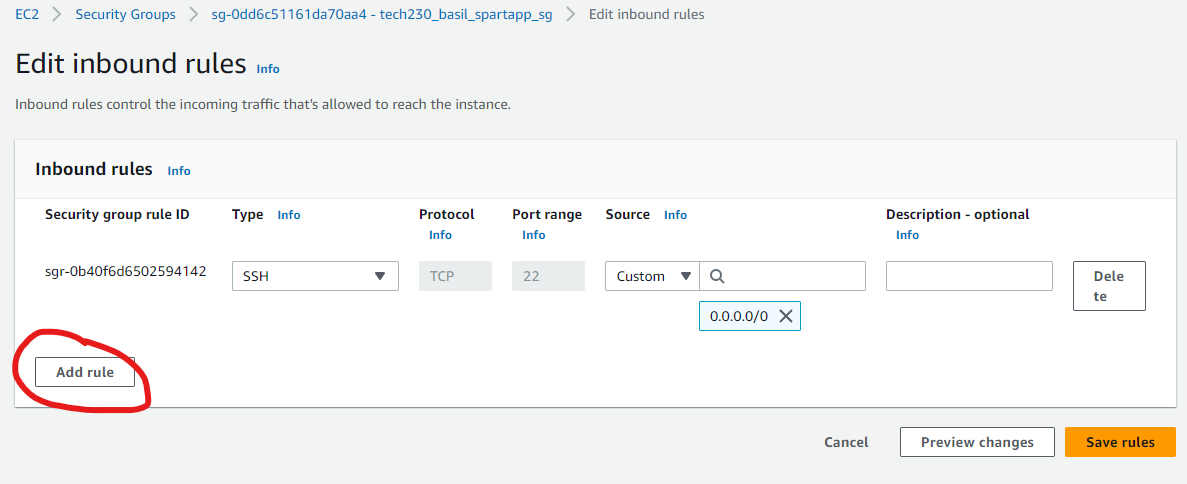 EC2 > Security Groups > sg-0dd6c51161da70aa4 - tech230_basil_spartapp_sg > Edit inbound rules
Edit inbound rules Info
Inbound rules control the incoming traffic that's allowed to reach the instance.
Inbound rules Info
Security group rule ID Type Info Protocol Port range Source Info Description - optional
Info Info Info
sgr-0b40f6d6502594142 SSH TCP 22 Custom Dele
te
0.0.0.0/0
Add rule
Cancel Preview changes Save rules